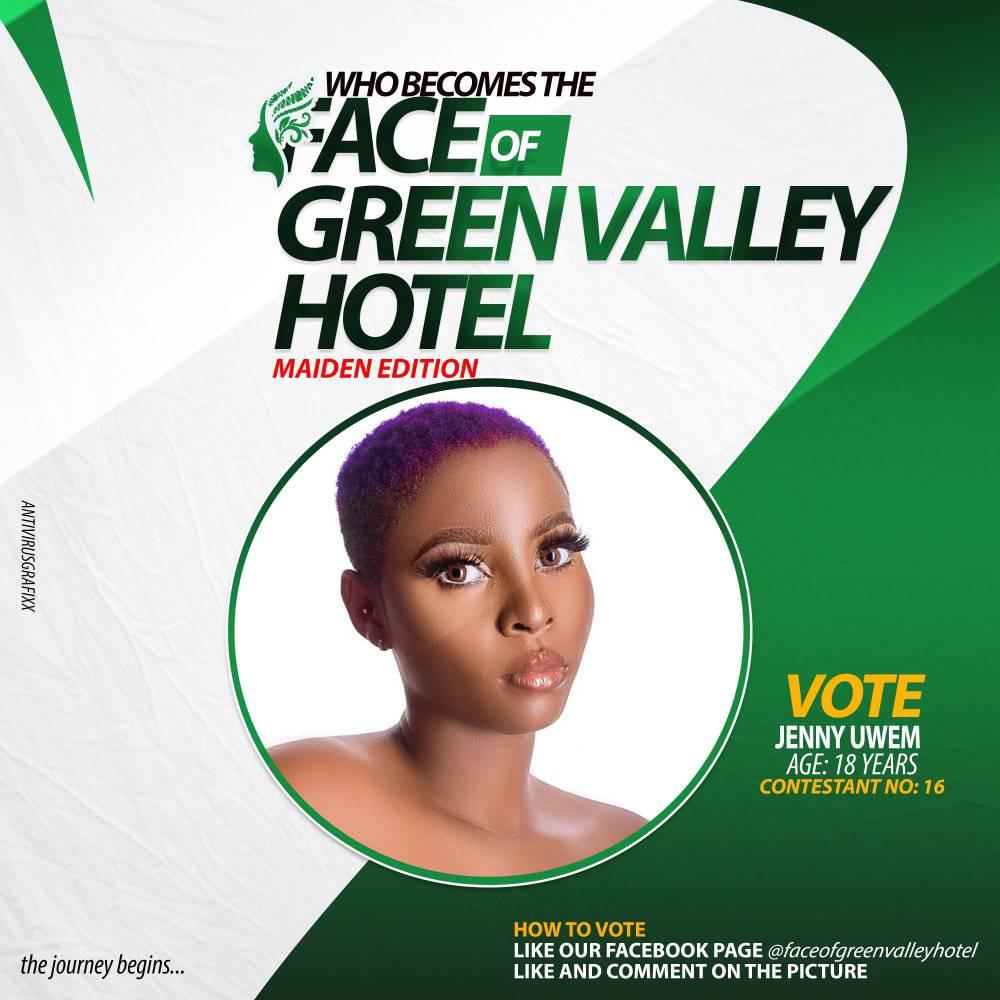 WHO BECOMES THE
FACE OF
GREEN VALLEY
HOTEL
MAIDEN EDITION
ANTIVIRUSGRAFIXX
VOTE
JENNY UWEM
AGE: 18 YEARS
CONTESTANT NO: 16
HOW TO VOTE
LIKE OUR FACEBOOK PAGE @faceofgreenvalleyhotel
LIKE AND COMMENT ON THE PICTURE
the journey begins...